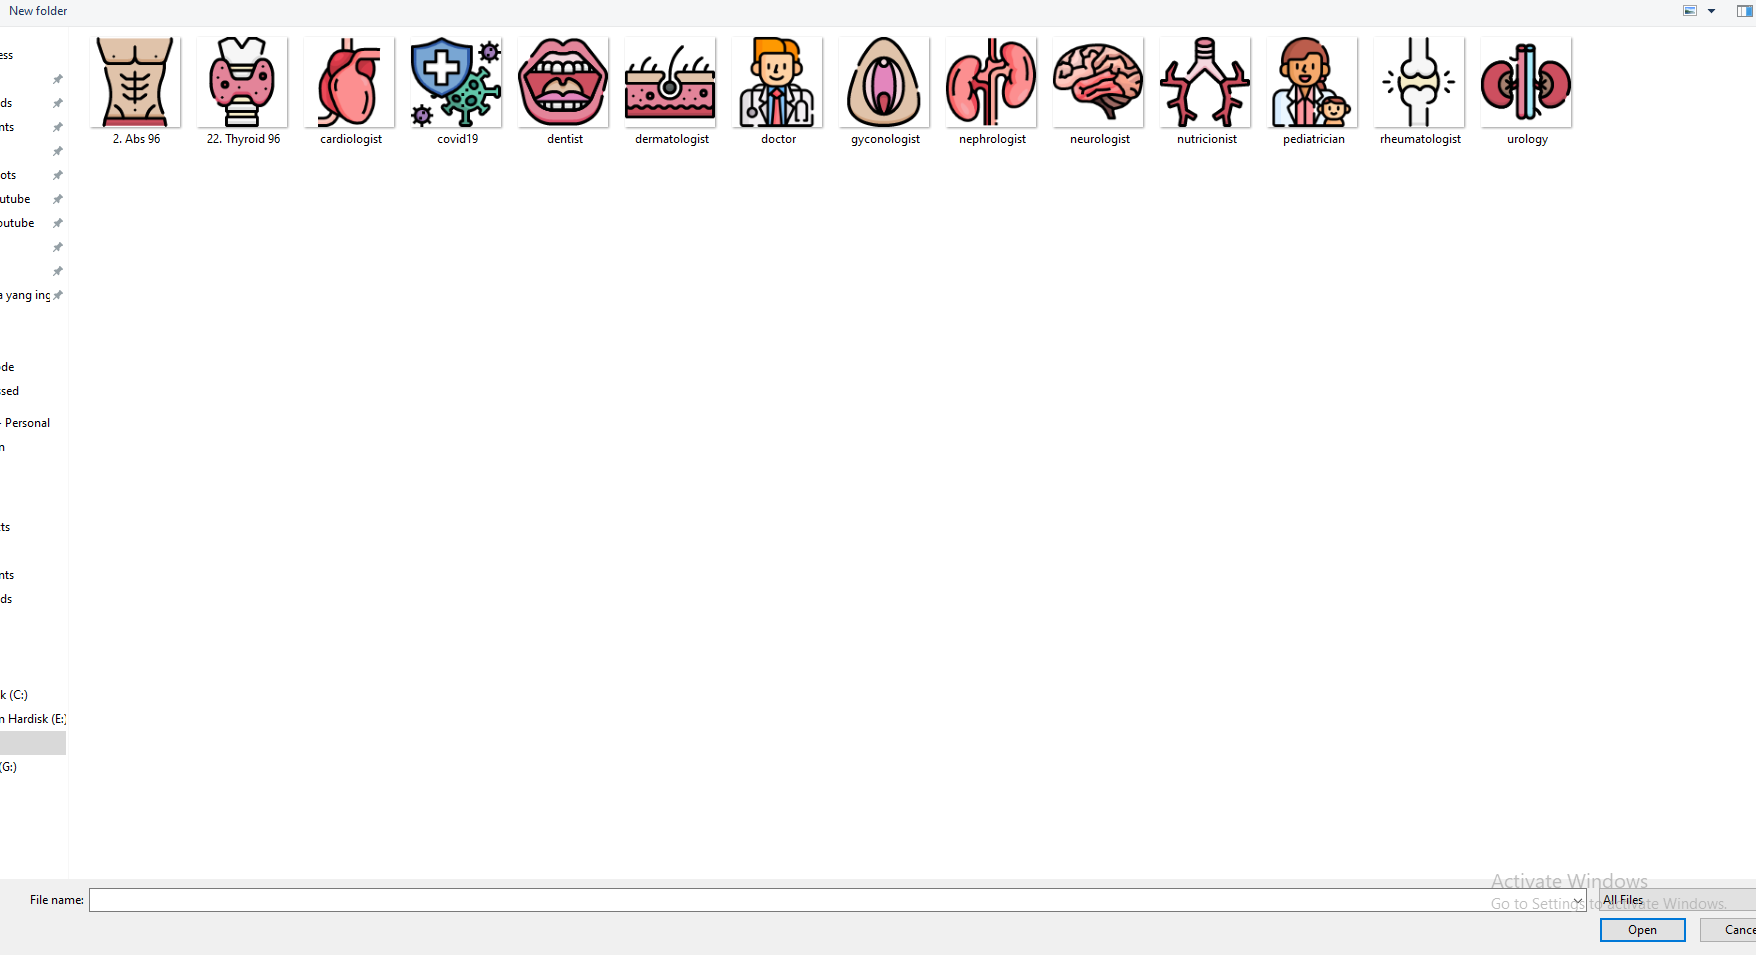 New folder
ess
ds
nts
ots
utube
outube
a yang ing
de
sed
- Personal
n
ts
nts
ds
k (C:)
n Hardisk (E:)
(G:)
2. Abs 96
22. Thyroid 96
cardiologist
covid19
dentist
dermatologist
doctor
gyconologist
nephrologist
neurologist
nutricionist
pediatrician
rheumatologist
urology
Activate Windows
Go to Settings to activate Windows.
File name:
All Files
Open
Cance